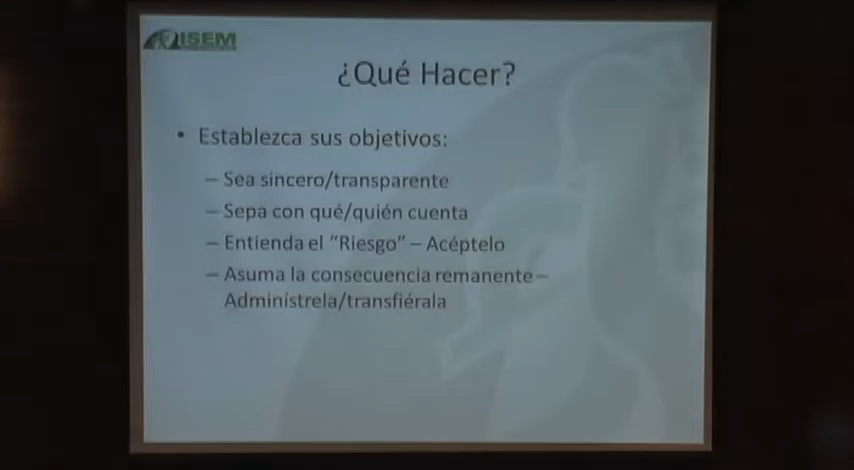 ISEM
¿Qué Hacer?
• Establezca sus objetivos:
– Sea sincero/transparente
– Sepa con qué/quién cuenta
– Entienda el “Riesgo” – Acéptelo
– Asuma la consecuencia remanente –
Adminístrela/transfiérala